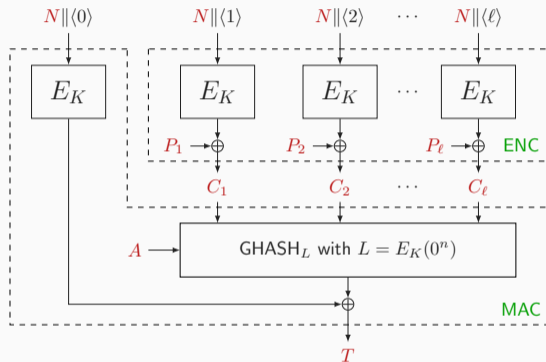 N∥⟨0⟩ N∥⟨1⟩ N∥⟨2⟩ ⋯ N∥⟨ℓ⟩
E_K E_K E_K ⋯ E_K
P_1 P_2 P_ℓ ENC
C_1 C_2 ⋯ C_ℓ
A GHASH_L with L = E_K(0^n)
MAC
T